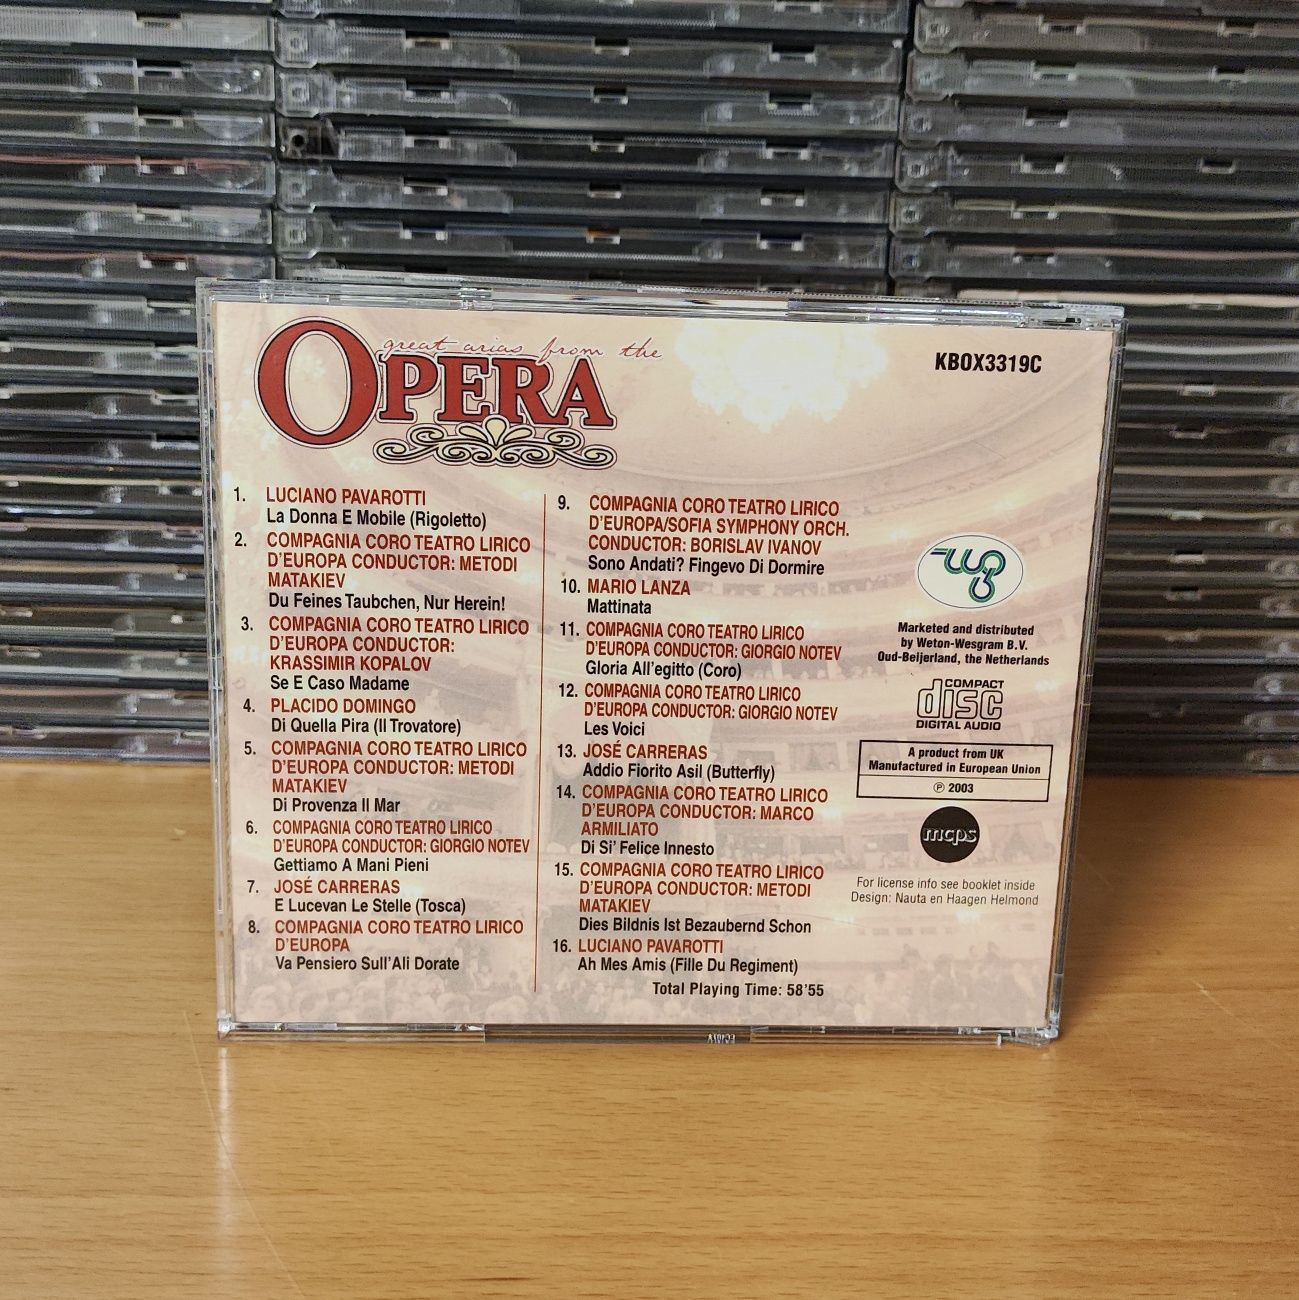 great arias from the
OPERA
KBOX3319C
1. LUCIANO PAVAROTTI
La Donna E Mobile (Rigoletto)
2. COMPAGNIA CORO TEATRO LIRICO
D'EUROPA CONDUCTOR: METODI
MATAKIEV
Du Feines Taubchen, Nur Herein!
3. COMPAGNIA CORO TEATRO LIRICO
D'EUROPA CONDUCTOR:
KRASSIMIR KOPALOV
Se E Caso Madame
4. PLACIDO DOMINGO
Di Quella Pira (Il Trovatore)
5. COMPAGNIA CORO TEATRO LIRICO
D'EUROPA CONDUCTOR: METODI
MATAKIEV
Di Provenza Il Mar
6. COMPAGNIA CORO TEATRO LIRICO
D'EUROPA CONDUCTOR: GIORGIO NOTEV
Gettiamo A Mani Pieni
7. JOSÉ CARRERAS
E Lucevan Le Stelle (Tosca)
8. COMPAGNIA CORO TEATRO LIRICO
D'EUROPA
Va Pensiero Sull'Ali Dorate
9. COMPAGNIA CORO TEATRO LIRICO
D'EUROPA/SOFIA SYMPHONY ORCH.
CONDUCTOR: BORISLAV IVANOV
Sono Andati? Fingevo Di Dormire
10. MARIO LANZA
Mattinata
11. COMPAGNIA CORO TEATRO LIRICO
D'EUROPA CONDUCTOR: GIORGIO NOTEV
Gloria All'egitto (Coro)
12. COMPAGNIA CORO TEATRO LIRICO
D'EUROPA CONDUCTOR: GIORGIO NOTEV
Les Voici
13. JOSÉ CARRERAS
Addio Fiorito Asil (Butterfly)
14. COMPAGNIA CORO TEATRO LIRICO
D'EUROPA CONDUCTOR: MARCO
ARMILIATO
Di Si' Felice Innesto
15. COMPAGNIA CORO TEATRO LIRICO
D'EUROPA CONDUCTOR: METODI
MATAKIEV
Dies Bildnis Ist Bezaubernd Schon
16. LUCIANO PAVAROTTI
Ah Mes Amis (Fille Du Regiment)
Total Playing Time: 58'55
Marketed and distributed
by Weton-Wesgram B.V.
Oud-Beijerland, the Netherlands
COMPACT
disc
DIGITAL AUDIO
A product from UK
Manufactured in European Union
℗ 2003
mcps
For license info see booklet inside
Design: Nauta en Haagen Helmond